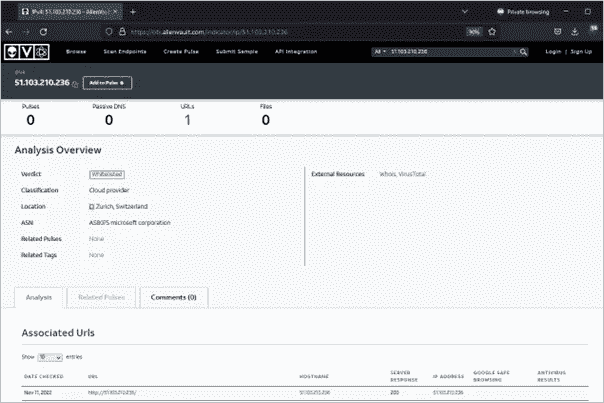 IPv4: 51.103.210.236 - AlienVault
Private browsing
https://otx.alienvault.com/indicator/ip/51.103.210.236
90%
Browse Scan Endpoints Create Pulse Submit Sample API Integration
All 51.103.210.236
Login | Sign Up
IPv4
51.103.210.236
Add to Pulse
Pulses Passive DNS URLs Files
0 0 1 0
Analysis Overview
Verdict Whitelisted
External Resources Whois, VirusTotal
Classification Cloud provider
Location Zurich, Switzerland
ASN AS8075 microsoft corporation
Related Pulses None
Related Tags None
Analysis Related Pulses Comments (0)
Associated Urls
Show 10 entries
DATE CHECKED URL HOSTNAME SERVER RESPONSE IP ADDRESS GOOGLE SAFE BROWSING ANTIVIRUS RESULTS
Nov 11, 2022 http://51.103.210.236/ 51.103.210.236 200 51.103.210.236